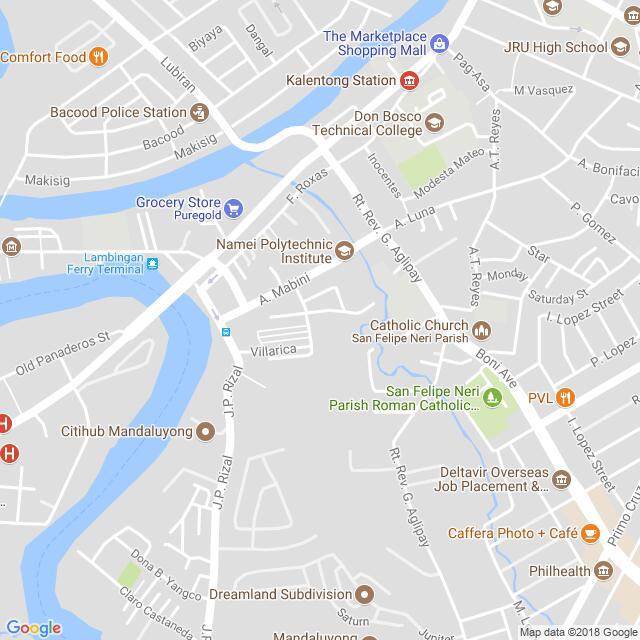 Biyaya
Dangal
The Marketplace
Shopping Mall
JRU High School
Comfort Food
Lubiran
Kalentong Station
Pag-Asa
M Vasquez
Bacood Police Station
Don Bosco
Technical College
A.T. Reyes
Bacood
Makisig
Makisig
Inocentes
Modesta Mateo
A. Bonifaci
F. Roxas
Grocery Store
Puregold
Rt. Rev. G. Aglipay
A. Luna
P. Gomez
Cavo
Namei Polytechnic
Institute
Lambingan
Ferry Terminal
Star
Monday
A.T. Reyes
Saturday St
A. Mabini
I. Lopez Street
Catholic Church
San Felipe Neri Parish
Old Panaderos St
Villarica
Boni Ave
P. Lopez
J.P. Rizal
San Felipe Neri
Parish Roman Catholic...
PVL
I. Lopez Street
Citihub Mandaluyong
H
H
J.P. Rizal
Rt. Rev. G. Aglipay
Deltavir Overseas
Job Placement &...
Primo Cruz
Caffera Photo + Café
Dona B. Yangco
Philhealth
Claro Castaneda
Dreamland Subdivision
Saturn
M. L
J.P.
Mandaluyong
Jupiter
Google
Map data ©2018 Google